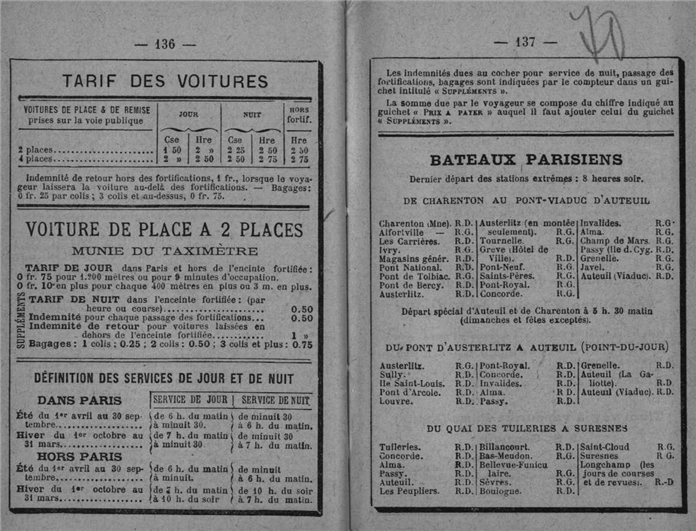 — 136 —
TARIF DES VOITURES
VOITURES DE PLACE & DE REMISE
prises sur la voie publique
JOUR NUIT HORS fortif.
Cse Hre Cse Hre Hre
2 places 1 50 2 » 2 25 2 50 2 50
4 places 2 » 2 50 2 50 2 75 2 75
Indemnité de retour hors des fortifications, 1 fr., lorsque le voya-
geur laissera la voiture au-delà des fortifications. — Bagages:
0 fr. 25 par colis ; 3 colis et au-dessus, 0 fr. 75.
VOITURE DE PLACE A 2 PLACES
MUNIE DU TAXIMÈTRE
TARIF DE JOUR dans Paris et hors de l'enceinte fortifiée :
0 fr. 75 pour 1.200 mètres ou pour 9 minutes d'occupation.
0 fr. 10 en plus pour chaque 400 mètres en plus ou 3 m. en plus.
SUPPLÉMENTS
TARIF DE NUIT dans l'enceinte fortifiée : (par
heure ou course) 0.50
Indemnité pour chaque passage des fortifications... 0.50
Indemnité de retour pour voitures laissées en
dehors de l'enceinte fortifiée 1 »
Bagages : 1 colis : 0.25 ; 2 colis : 0.50 ; 3 colis et plus : 0.75
DÉFINITION DES SERVICES DE JOUR ET DE NUIT
DANS PARIS SERVICE DE JOUR SERVICE DE NUIT
Été du 1er avril au 30 sep- de 6 h. du matin de minuit 30
tembre à minuit 30. à 6 h. du matin.
Hiver du 1er octobre au de 7 h. du matin de minuit 30
31 mars à minuit 30 à 7 h. du matin.
HORS PARIS
Été du 1er avril au 30 sep- de 6 h. du matin de minuit
tembre à minuit. à 6 h. du matin.
Hiver du 1er octobre au de 7 h. du matin de 10 h. du soir
31 mars à 10 h. du soir à 7 h. du matin.
— 137 —
Les indemnités dues au cocher pour service de nuit, passage des
fortifications, bagages sont indiquées par le compteur dans un gui-
chet intitulé « SUPPLÉMENTS ».
La somme due par le voyageur se compose du chiffre indiqué au
guichet « PRIX A PAYER » auquel il faut ajouter celui du guichet
« SUPPLÉMENTS ».
BATEAUX PARISIENS
Dernier départ des stations extrêmes : 8 heures soir.
DE CHARENTON AU PONT-VIADUC D'AUTEUIL
Charenton (Mne). R.D.
Alfortville — R.G.
Les Carrières. R.D.
Ivry. R.G.
Magasins génér. R.D.
Pont National. R.D.
Pont de Tolbiac. R.G.
Pont de Bercy. R.D.
Austerlitz. R.D.
Austerlitz (en montée
seulement). R.G.
Tournelle. R.G.
Grève (Hôtel de
Ville). R.D.
Pont-Neuf. R.G.
Saints-Pères. R.G.
Pont-Royal. R.G.
Concorde. R.G.
Invalides. R.G.
Alma. R.G.
Champ de Mars. R.G.
Passy (Ile d. Cyg. R.D.
Grenelle. R.G.
Javel. R.G.
Auteuil (Viaduc). R.D.
Départ spécial d'Auteuil et de Charenton à 5 h. 30 matin
(dimanches et fêtes exceptés).
DU PONT D'AUSTERLITZ A AUTEUIL (POINT-DU-JOUR)
Austerlitz. R.G.
Sully. R.D.
Ile Saint-Louis. R.D.
Pont d'Arcole. R.D.
Louvre. R.D.
Pont-Royal. R.D.
Concorde. R.D.
Invalides. R.D.
Alma. R.D.
Passy. R.D.
Grenelle. R.D
Auteuil (La Ga-
liotte). R.D
Auteuil (Viaduc). R.D
DU QUAI DES TUILERIES A SURESNES
Tuileries. R.D.
Concorde. R.D.
Alma. R.D.
Passy. R.D.
Auteuil. R.D.
Les Peupliers. R.D.
Billancourt. R.D.
Bas-Meudon. R.G.
Bellevue-Funicu
laire. R.G.
Sèvres. R.G.
Boulogne. R.D.
Saint-Cloud R.G.
Suresnes R.G.
Longchamp (les
jours de courses
et de revues). R.-D